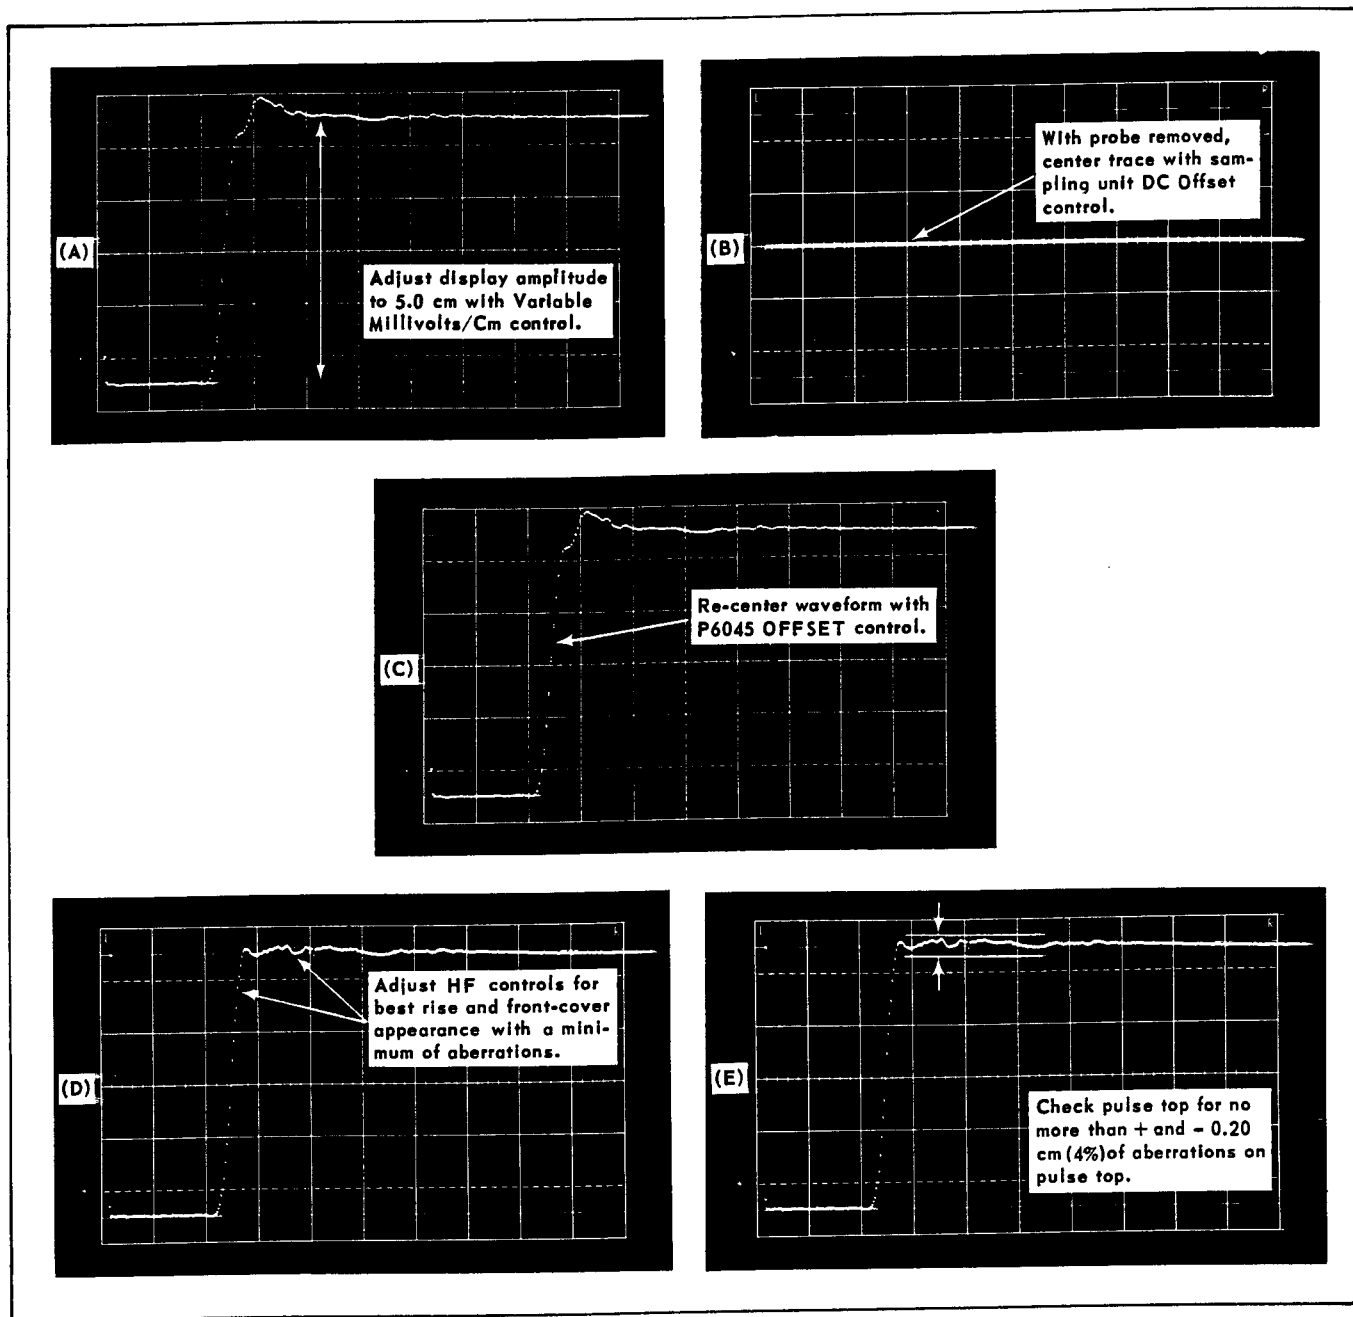 (A)
Adjust display amplitude
to 5.0 cm with Variable
Millivolts/Cm control.
(B)
With probe removed,
center trace with sam-
pling unit DC Offset
control.
(C)
Re-center waveform with
P6045 OFFSET control.
(D)
Adjust HF controls for
best rise and front-cover
appearance with a mini-
mum of aberrations.
(E)
Check pulse top for no
more than + and – 0.20
cm (4%) of aberrations on
pulse top.